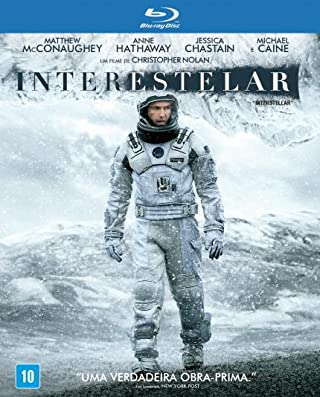 Blu-ray Disc
MATTHEW ANNE JESSICA MICHAEL
McCONAUGHEY HATHAWAY CHASTAIN E CAINE
UM FILME DE CHRISTOPHER NOLAN
INTERESTELAR
"INTERSTELLAR"
10
"UMA VERDADEIRA OBRA-PRIMA."
NEW YORK POST